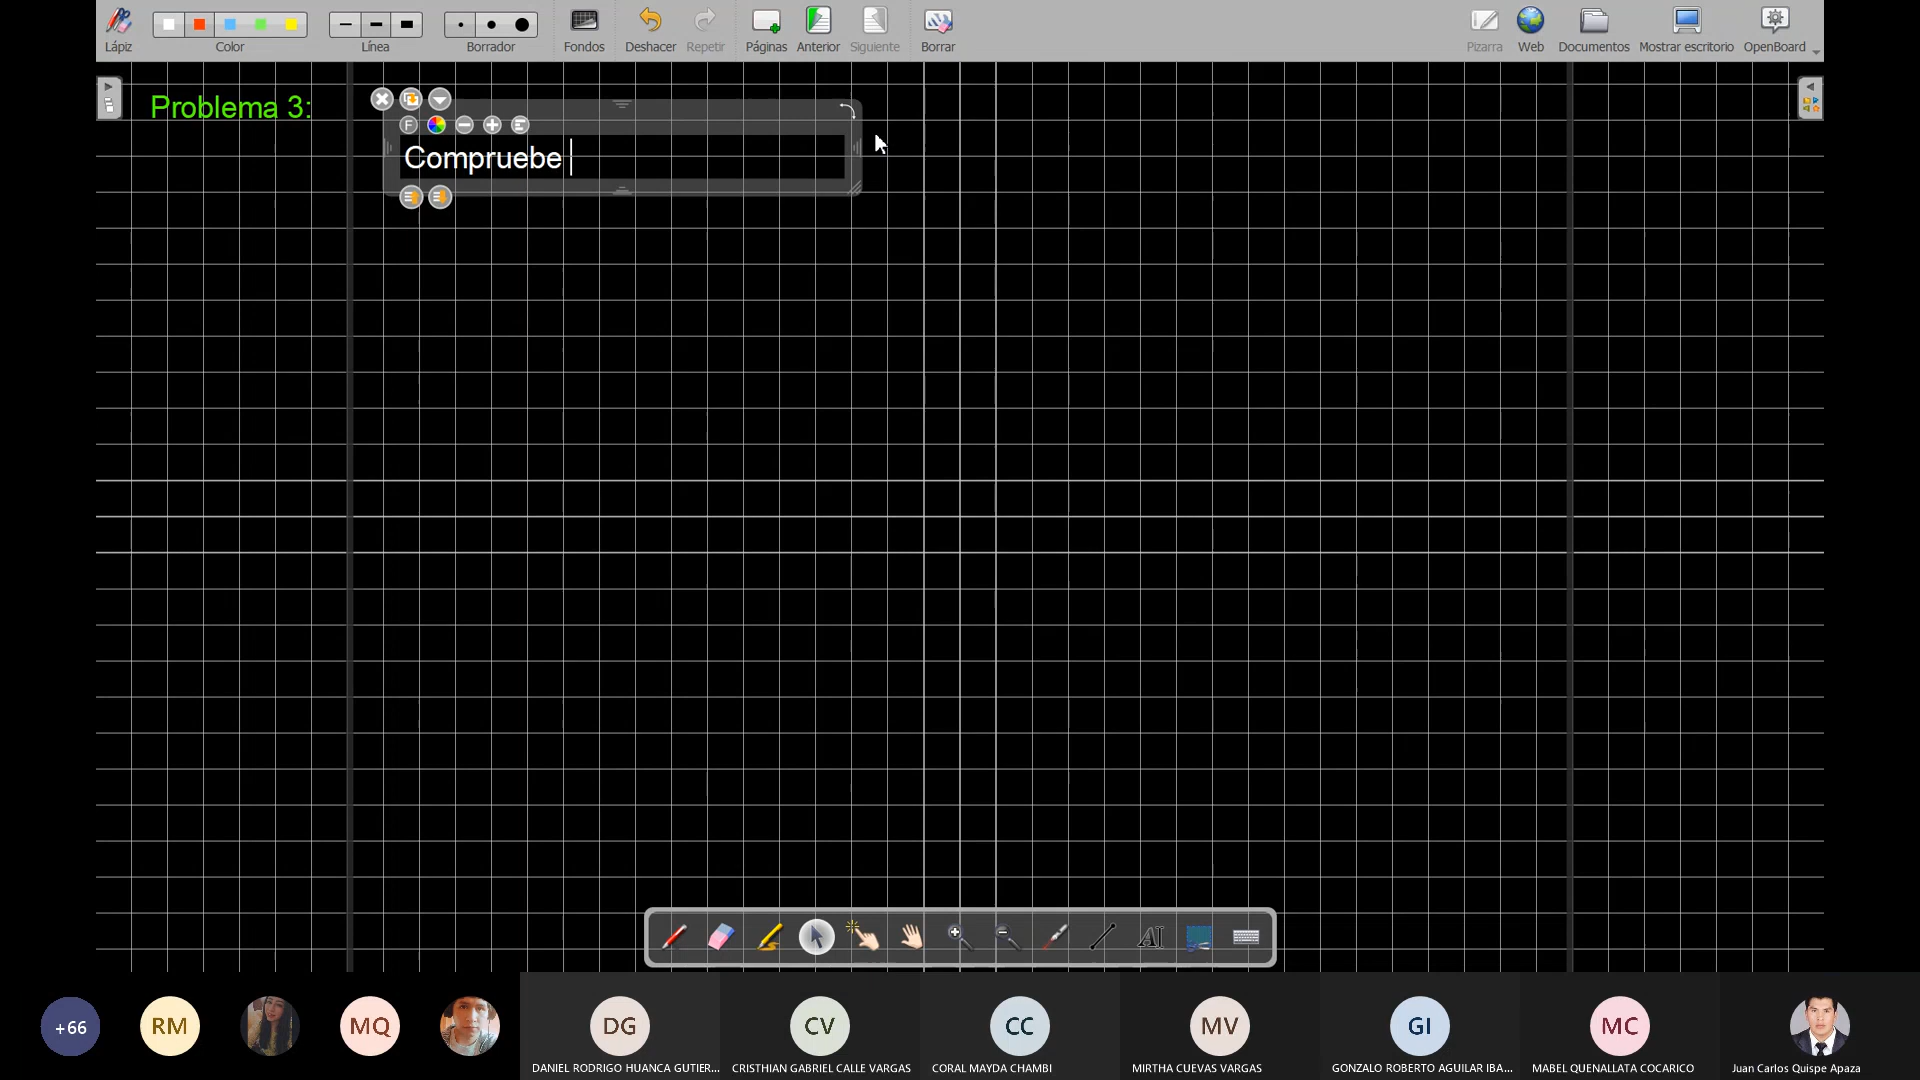 Lápiz
Color
Línea
Borrador
Fondos
Deshacer
Repetir
Páginas
Anterior
Siguiente
Borrar
Pizarra
Web
Documentos
Mostrar escritorio
OpenBoard
Problema 3:
F
Compruebe
AI
+66
RM
MQ
DG
CV
CC
MV
GI
MC
DANIEL RODRIGO HUANCA GUTIER...
CRISTHIAN GABRIEL CALLE VARGAS
CORAL MAYDA CHAMBI
MIRTHA CUEVAS VARGAS
GONZALO ROBERTO AGUILAR IBA...
MABEL QUENALLATA COCARICO
Juan Carlos Quispe Apaza